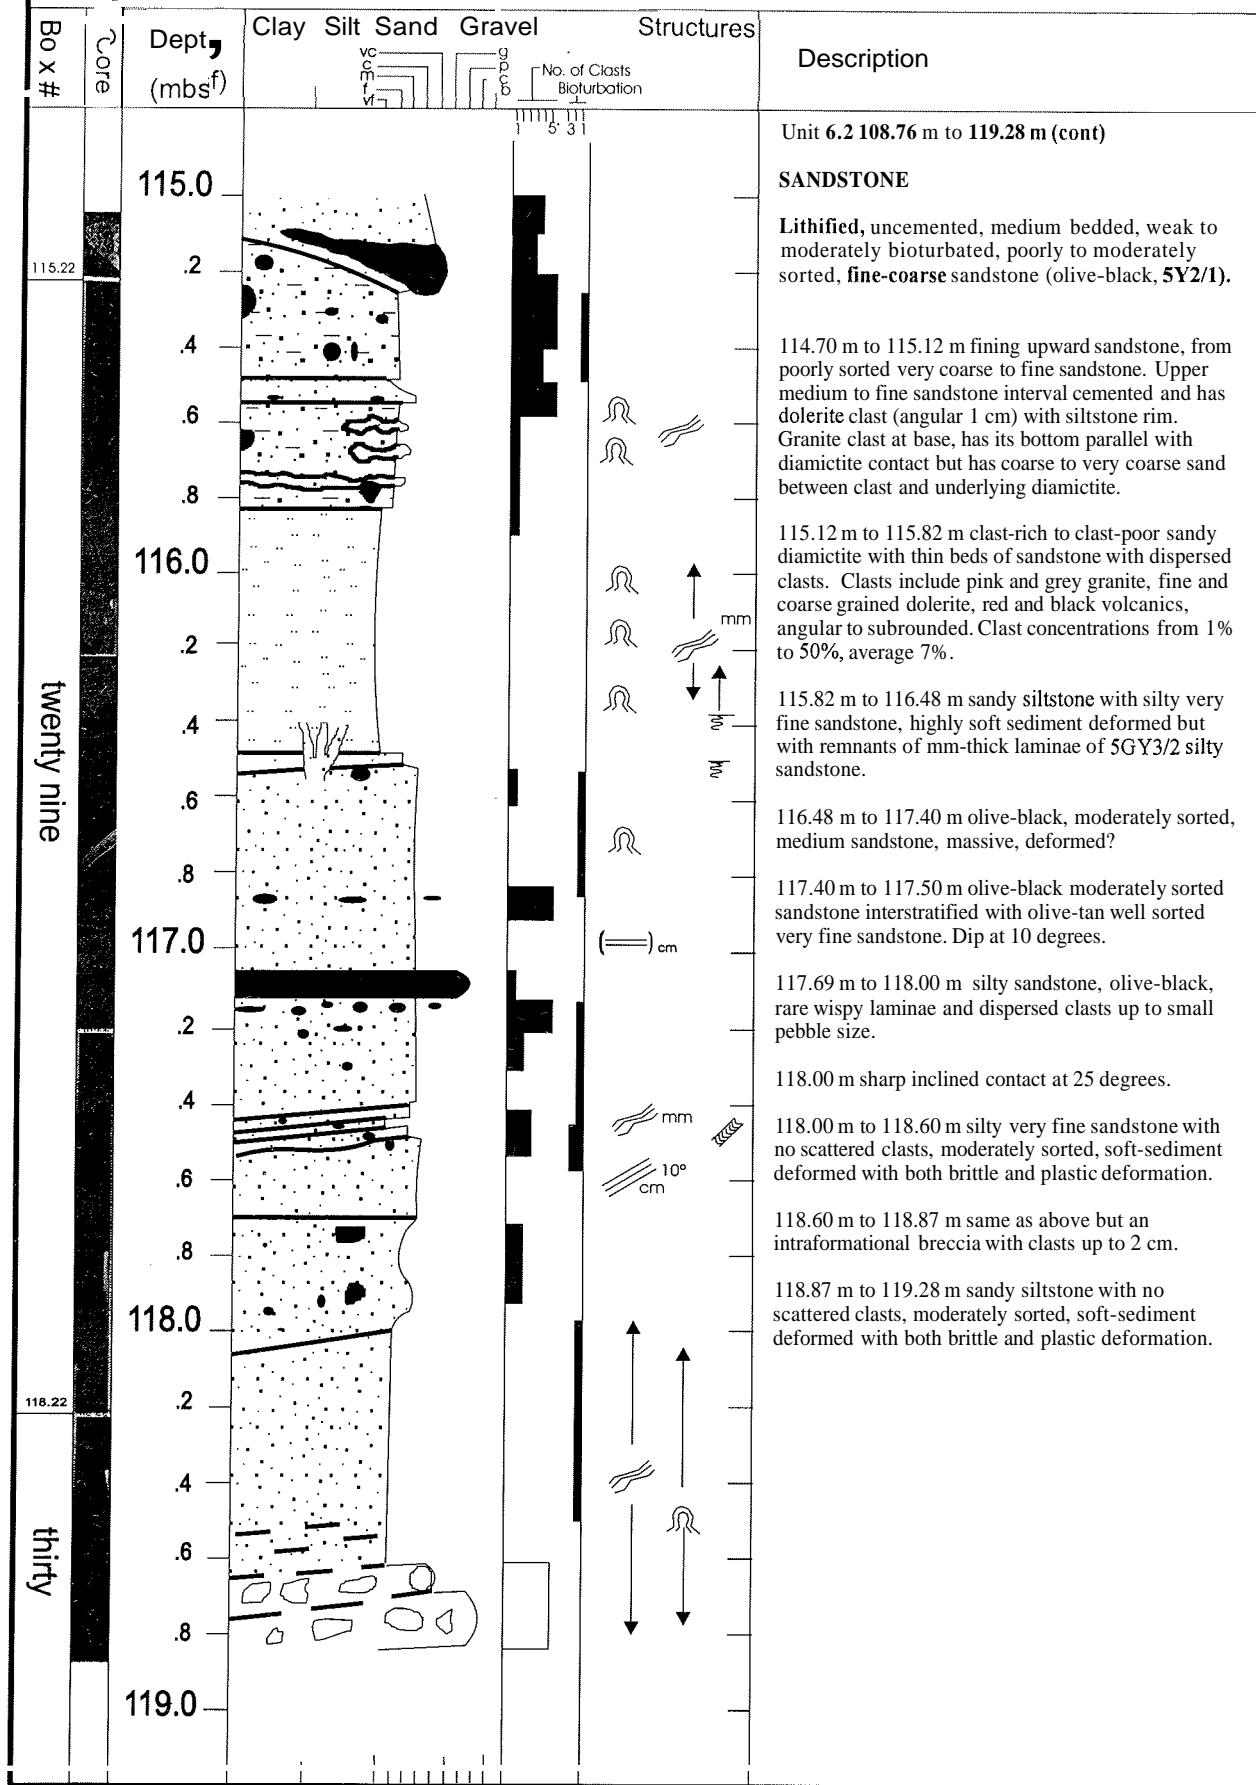 Box #
Core
Dept,
(mbsf)
Clay Silt Sand Gravel
Structures
Description
vc
c
m
f
vf
g
p
c
b
No. of Clasts
Bioturbation
1 5' 3 1
115.0
.2
.4
.6
.8
116.0
.2
.4
.6
.8
117.0
.2
.4
.6
.8
118.0
.2
.4
.6
.8
119.0
115.22
twenty nine
118.22
thirty
mm
cm
mm
10°
cm
Unit 6.2 108.76 m to 119.28 m (cont)
SANDSTONE
Lithified, uncemented, medium bedded, weak to
moderately bioturbated, poorly to moderately
sorted, fine-coarse sandstone (olive-black, 5Y2/1).
114.70 m to 115.12 m fining upward sandstone, from
poorly sorted very coarse to fine sandstone. Upper
medium to fine sandstone interval cemented and has
dolerite clast (angular 1 cm) with siltstone rim.
Granite clast at base, has its bottom parallel with
diamictite contact but has coarse to very coarse sand
between clast and underlying diamictite.
115.12 m to 115.82 m clast-rich to clast-poor sandy
diamictite with thin beds of sandstone with dispersed
clasts. Clasts include pink and grey granite, fine and
coarse grained dolerite, red and black volcanics,
angular to subrounded. Clast concentrations from 1%
to 50%, average 7%.
115.82 m to 116.48 m sandy siltstone with silty very
fine sandstone, highly soft sediment deformed but
with remnants of mm-thick laminae of 5GY3/2 silty
sandstone.
116.48 m to 117.40 m olive-black, moderately sorted,
medium sandstone, massive, deformed?
117.40 m to 117.50 m olive-black moderately sorted
sandstone interstratified with olive-tan well sorted
very fine sandstone. Dip at 10 degrees.
117.69 m to 118.00 m silty sandstone, olive-black,
rare wispy laminae and dispersed clasts up to small
pebble size.
118.00 m sharp inclined contact at 25 degrees.
118.00 m to 118.60 m silty very fine sandstone with
no scattered clasts, moderately sorted, soft-sediment
deformed with both brittle and plastic deformation.
118.60 m to 118.87 m same as above but an
intraformational breccia with clasts up to 2 cm.
118.87 m to 119.28 m sandy siltstone with no
scattered clasts, moderately sorted, soft-sediment
deformed with both brittle and plastic deformation.